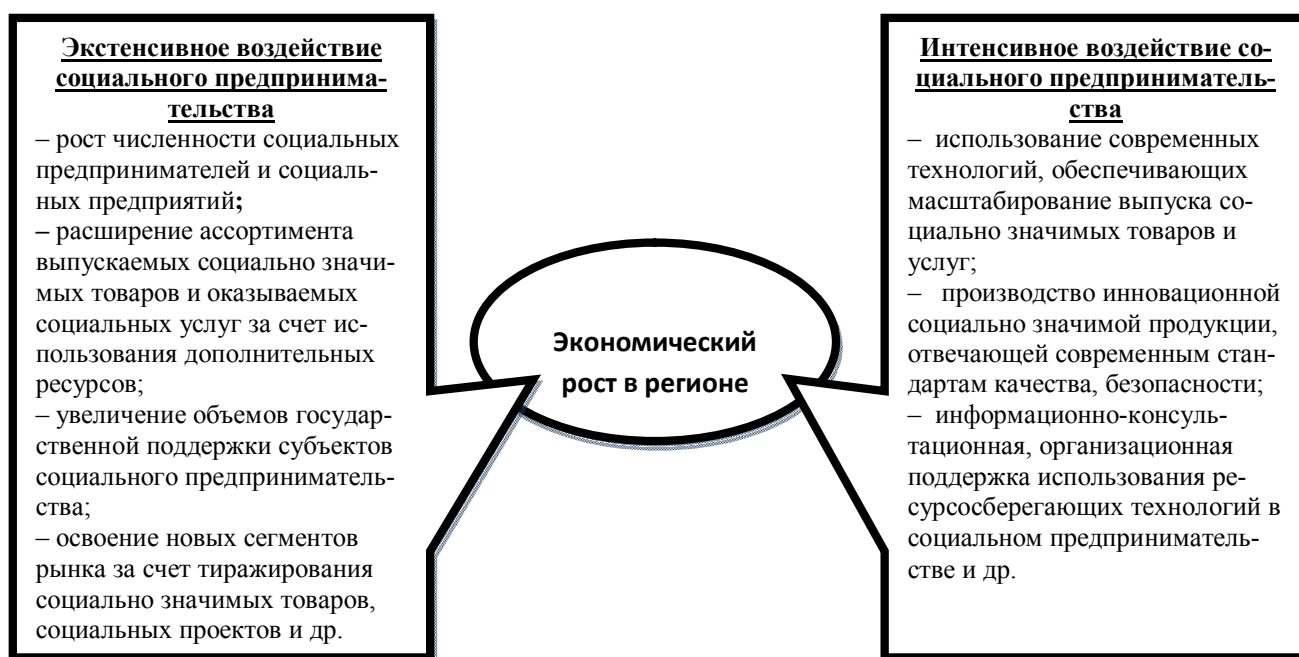 Экстенсивное воздействие
социального предпринима-
тельства
– рост численности социальных
предпринимателей и социаль-
ных предприятий;
– расширение ассортимента
выпускаемых социально значи-
мых товаров и оказываемых
социальных услуг за счет ис-
пользования дополнительных
ресурсов;
– увеличение объемов государ-
ственной поддержки субъектов
социального предприниматель-
ства;
– освоение новых сегментов
рынка за счет тиражирования
социально значимых товаров,
социальных проектов и др.
Экономический
рост в регионе
Интенсивное воздействие со-
циального предприниматель-
ства
– использование современных
технологий, обеспечивающих
масштабирование выпуска со-
циально значимых товаров и
услуг;
– производство инновационной
социально значимой продукции,
отвечающей современным стан-
дартам качества, безопасности;
– информационно-консуль-
тационная, организационная
поддержка использования ре-
сурсосберегающих технологий в
социальном предприниматель-
стве и др.